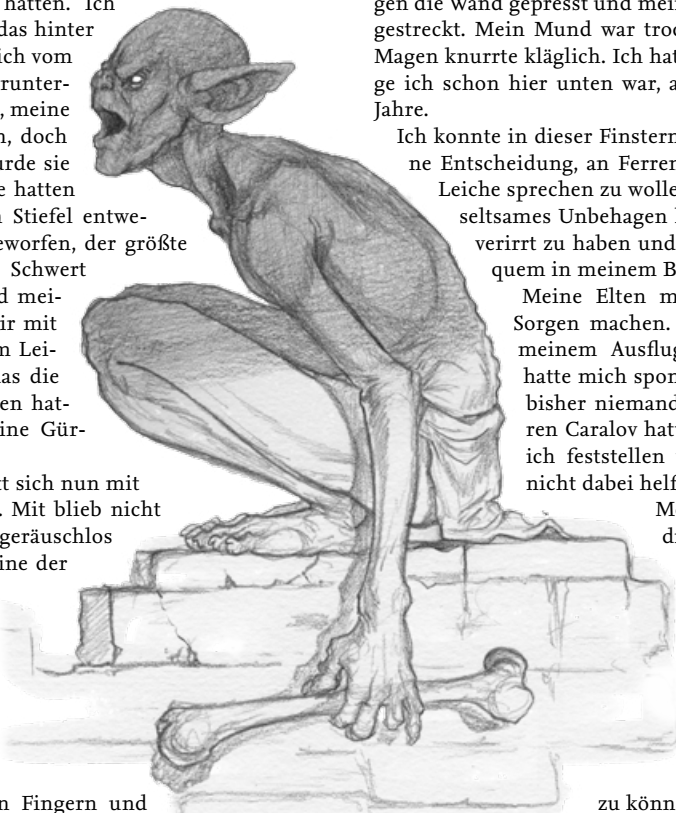 hatten. Ich
das hinter
ich vom
runter-
, meine
n, doch
urde sie
e hatten
n Stiefel entwe-
eworfen, der größte
Schwert
d mei-
ir mit
m Lei-
as die
en hat-
ine Gür-
tt sich nun mit
. Mit blieb nicht
geräuschlos
ine der
n Fingern und
gen die Wand gepresst und mein
gestreckt. Mein Mund war troc
Magen knurrte kläglich. Ich hat
ge ich schon hier unten war, a
Jahre.
Ich konnte in dieser Finstern
ne Entscheidung, an Ferren
Leiche sprechen zu wolle
seltsames Unbehagen
verirrt zu haben und
quem in meinem B
Meine Elten m
Sorgen machen.
meinem Ausflug
hatte mich spon
bisher niemand
ren Caralov hatt
ich feststellen
nicht dabei helf
Me
di
zu könn